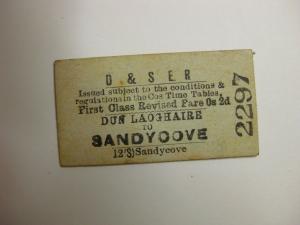 D & S E R
Issued subject to the conditions &
regulations in the Cos Time Tables.
First Class Revised Fare 0s 2d
DUN LAOGHAIRE
TO
SANDYCOVE
12(S) Sandycove
2297